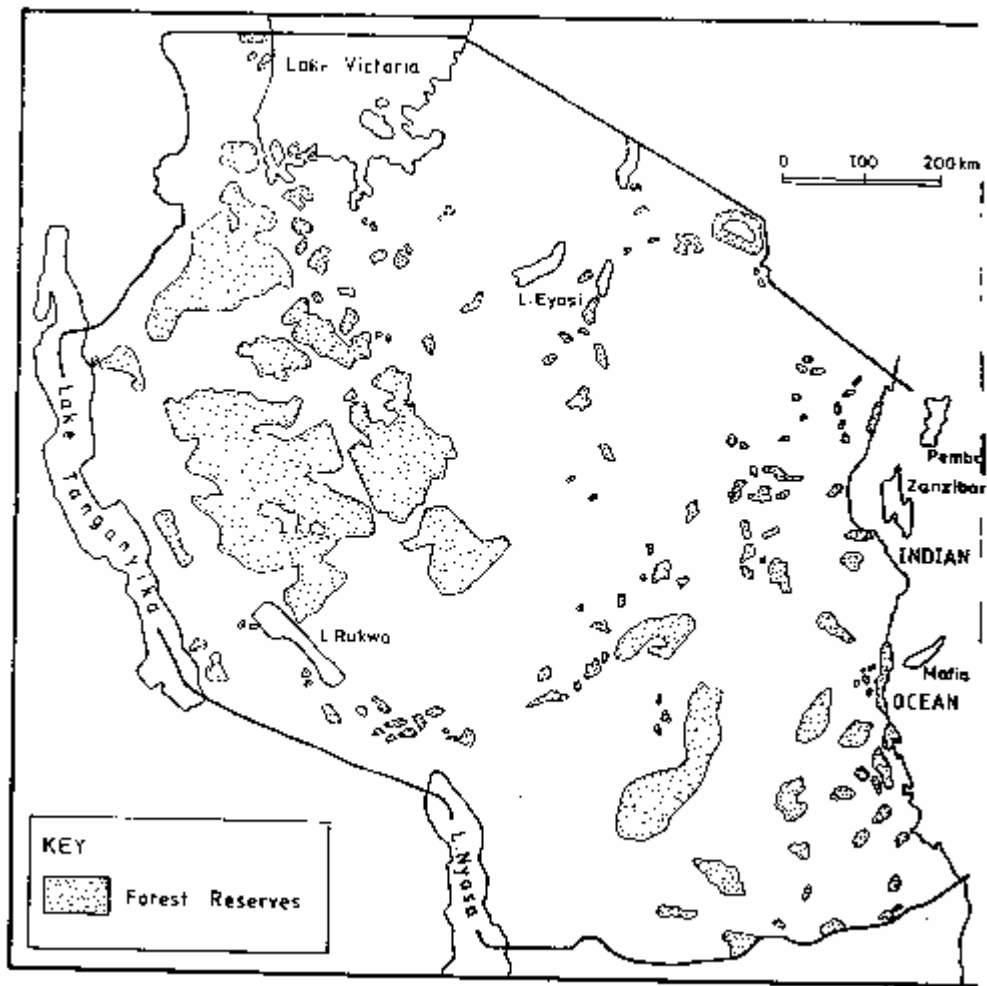 Lake Victoria
0 100 200 km
L. Eyasi
Lake Tanganyika
Pemba
Zanzibar
INDIAN
L Rukwa
Mafia
OCEAN
KEY
Forest Reserves
L Nyasa